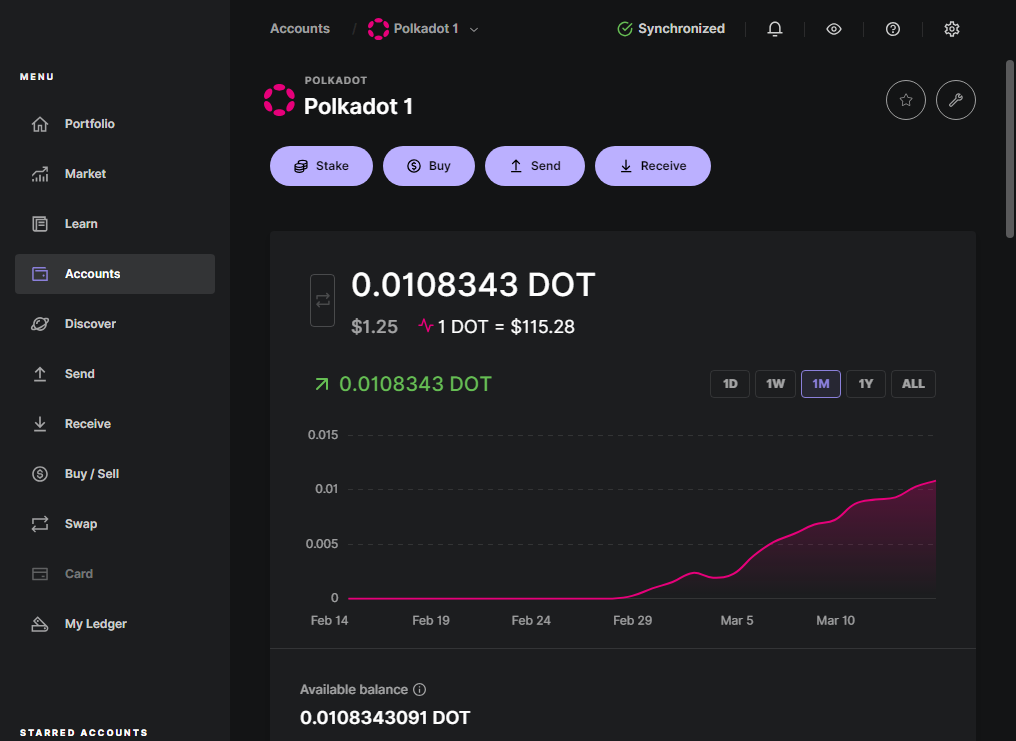 Accounts / Polkadot 1
Synchronized
MENU
Portfolio
Market
Learn
Accounts
Discover
Send
Receive
Buy / Sell
Swap
Card
My Ledger
STARRED ACCOUNTS
POLKADOT
Polkadot 1
Stake
Buy
Send
Receive
0.0108343 DOT
$1.25 1 DOT = $115.28
0.0108343 DOT
1D 1W 1M 1Y ALL
0.015
0.01
0.005
0
Feb 14 Feb 19 Feb 24 Feb 29 Mar 5 Mar 10
Available balance
0.0108343091 DOT